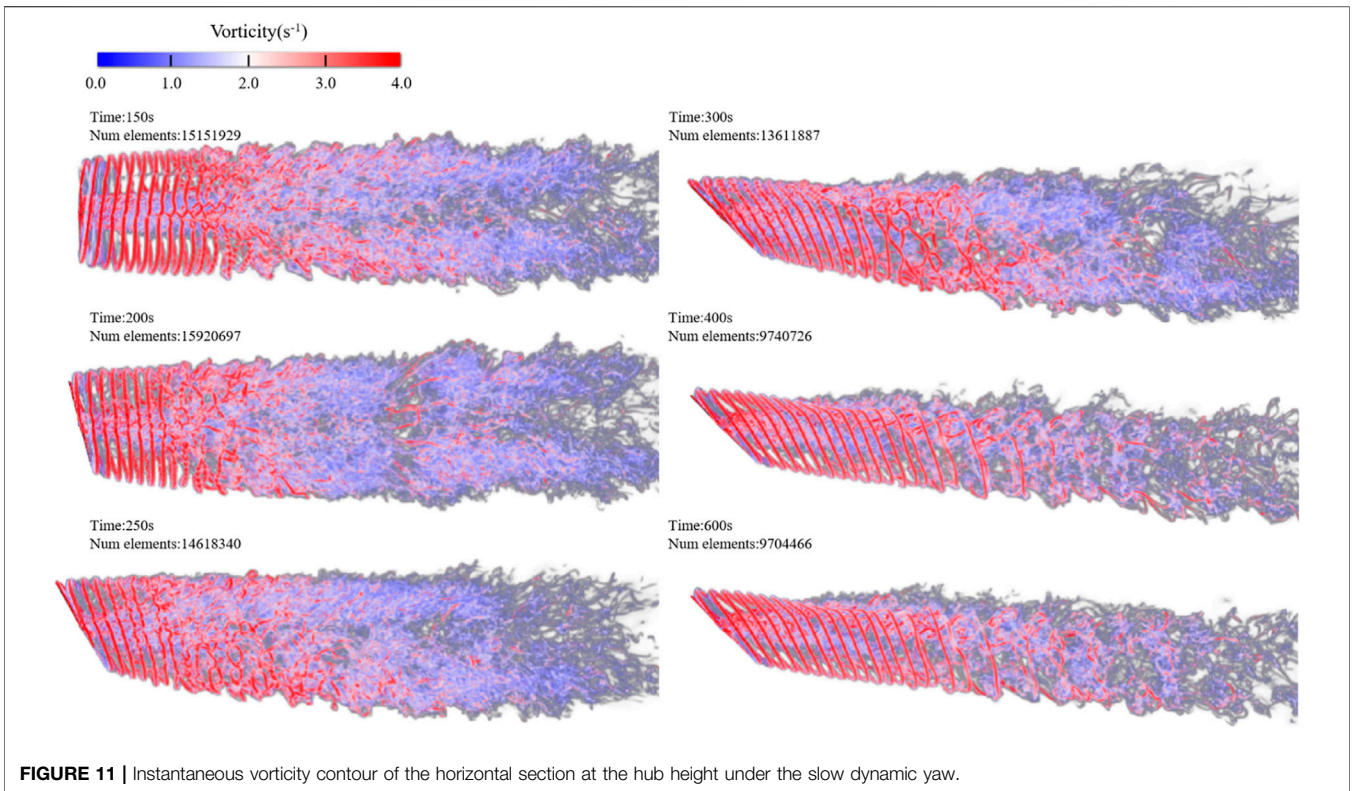 Vorticity(s⁻¹)
0.0 1.0 2.0 3.0 4.0
Time:150s
Num elements:15151929
Time:200s
Num elements:15920697
Time:250s
Num elements:14618340
Time:300s
Num elements:13611887
Time:400s
Num elements:9740726
Time:600s
Num elements:9704466
FIGURE 11 | Instantaneous vorticity contour of the horizontal section at the hub height under the slow dynamic yaw.